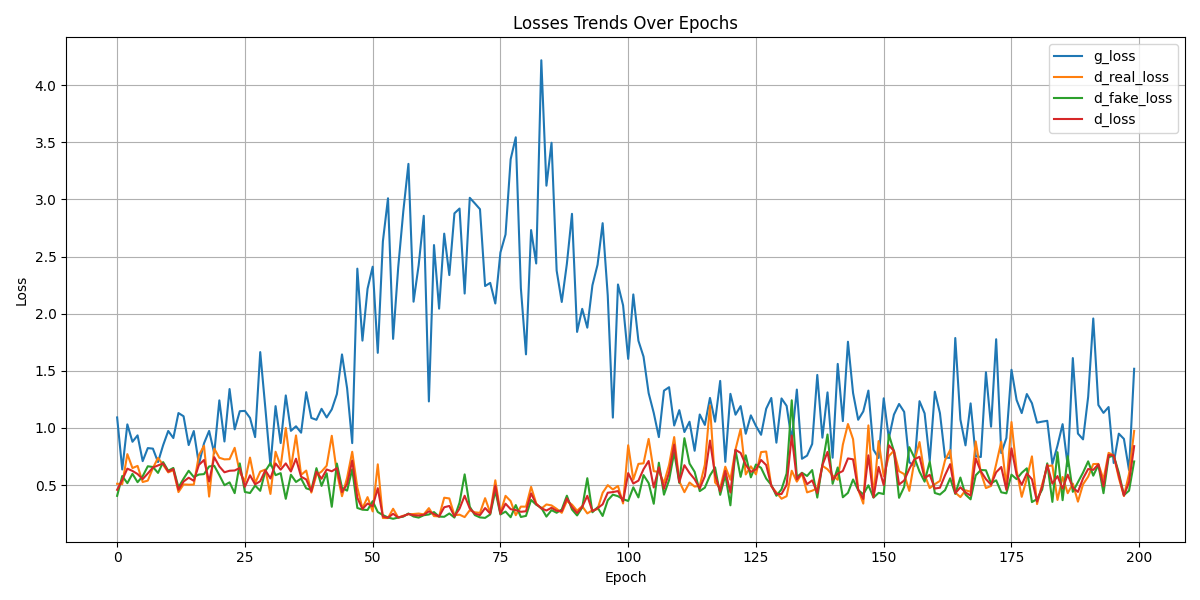 Losses Trends Over Epochs
g_loss
d_real_loss
d_fake_loss
d_loss
4.0
3.5
3.0
2.5
2.0
1.5
1.0
0.5
Loss
0 25 50 75 100 125 150 175 200
Epoch